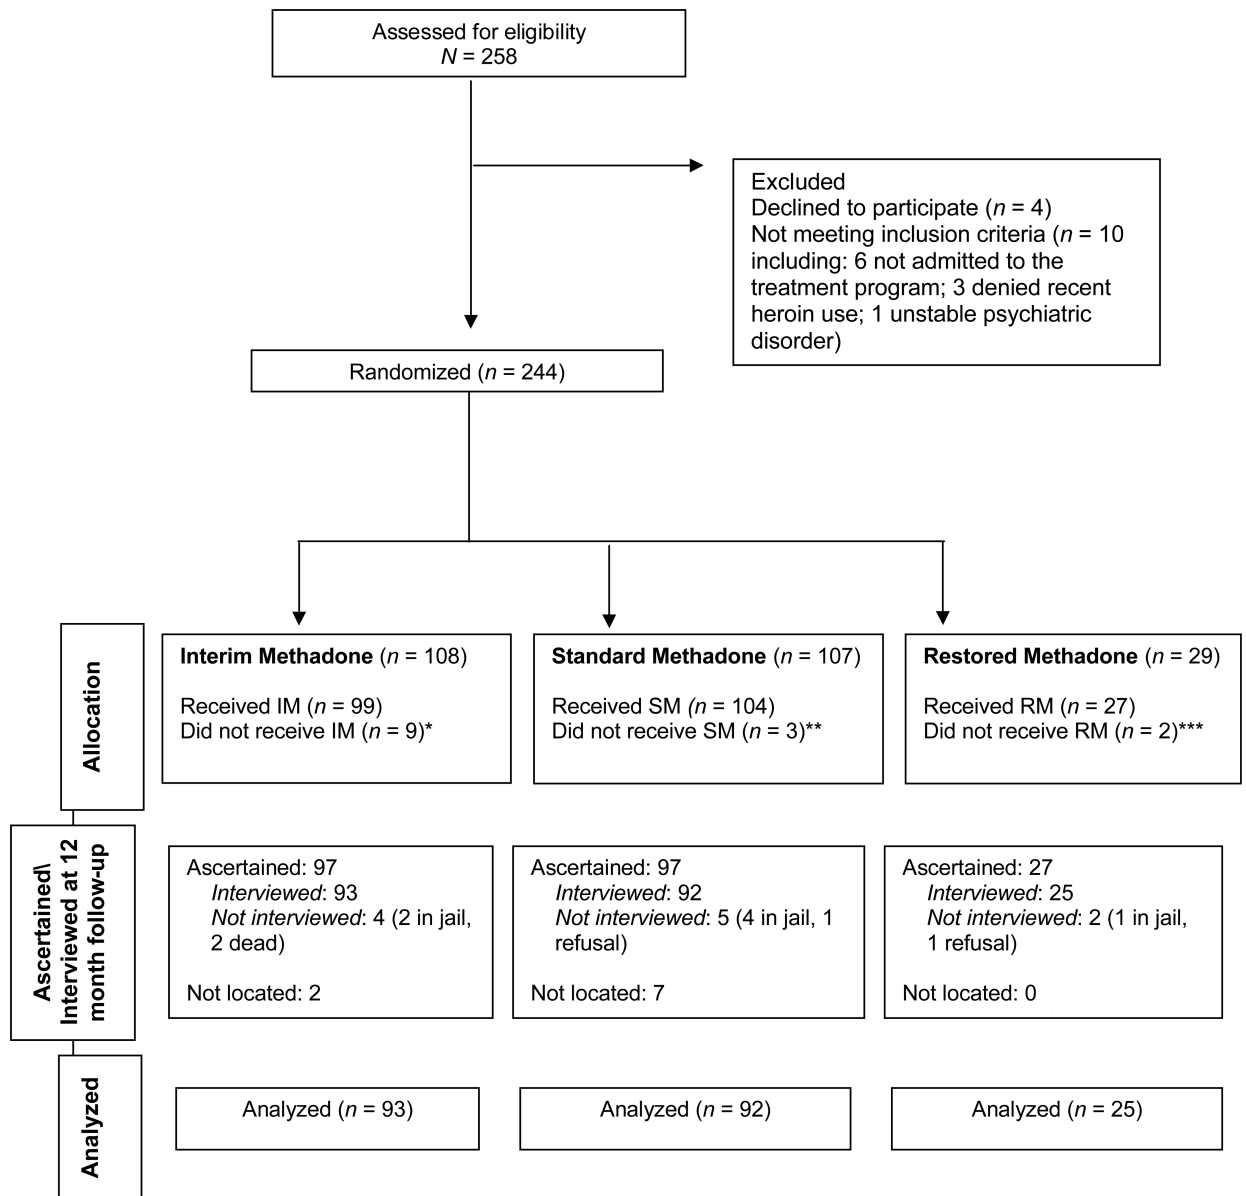 Assessed for eligibility
N = 258
Excluded
Declined to participate (n = 4)
Not meeting inclusion criteria (n = 10
including: 6 not admitted to the
treatment program; 3 denied recent
heroin use; 1 unstable psychiatric
disorder)
Randomized (n = 244)
Allocation
Interim Methadone (n = 108)
Received IM (n = 99)
Did not receive IM (n = 9)*
Standard Methadone (n = 107)
Received SM (n = 104)
Did not receive SM (n = 3)**
Restored Methadone (n = 29)
Received RM (n = 27)
Did not receive RM (n = 2)***
Ascertained\
Interviewed at 12
month follow-up
Ascertained: 97
Interviewed: 93
Not interviewed: 4 (2 in jail,
2 dead)
Not located: 2
Ascertained: 97
Interviewed: 92
Not interviewed: 5 (4 in jail, 1
refusal)
Not located: 7
Ascertained: 27
Interviewed: 25
Not interviewed: 2 (1 in jail,
1 refusal)
Not located: 0
Analyzed
Analyzed (n = 93)
Analyzed (n = 92)
Analyzed (n = 25)